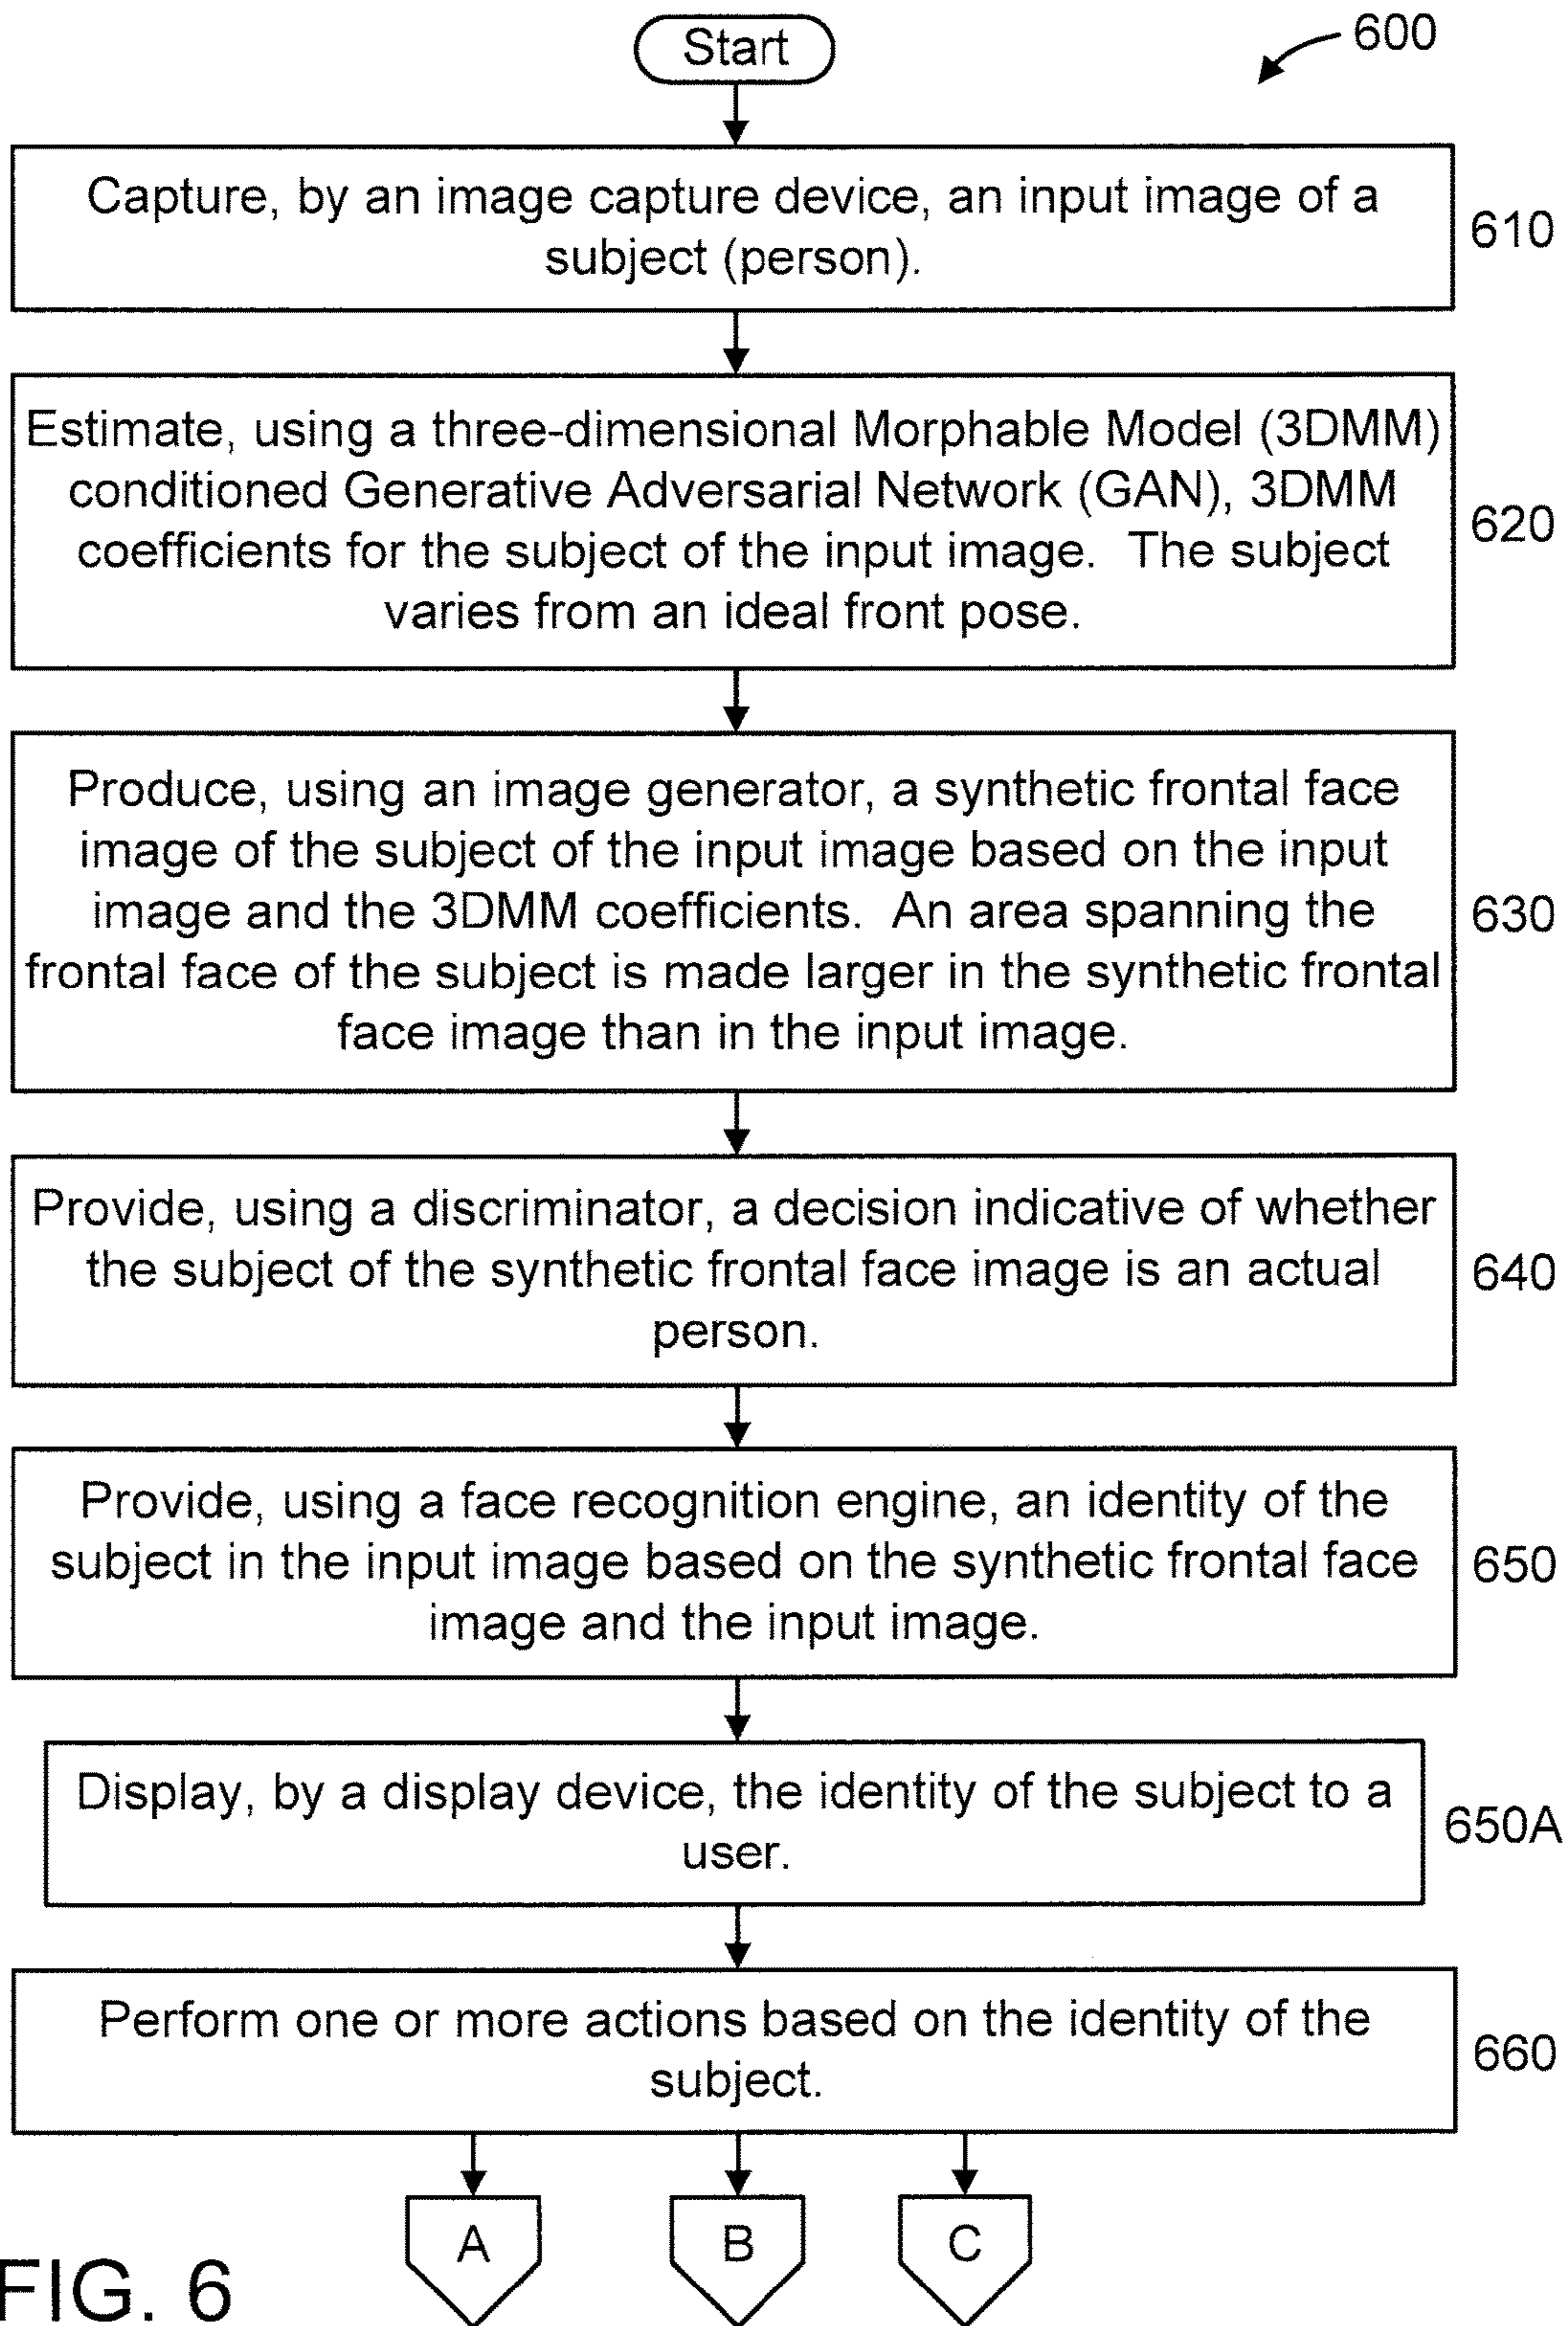 Start
600
Capture, by an image capture device, an input image of a
subject (person).
610
Estimate, using a three-dimensional Morphable Model (3DMM)
conditioned Generative Adversarial Network (GAN), 3DMM
coefficients for the subject of the input image. The subject
varies from an ideal front pose.
620
Produce, using an image generator, a synthetic frontal face
image of the subject of the input image based on the input
image and the 3DMM coefficients. An area spanning the
frontal face of the subject is made larger in the synthetic frontal
face image than in the input image.
630
Provide, using a discriminator, a decision indicative of whether
the subject of the synthetic frontal face image is an actual
person.
640
Provide, using a face recognition engine, an identity of the
subject in the input image based on the synthetic frontal face
image and the input image.
650
Display, by a display device, the identity of the subject to a
user.
650A
Perform one or more actions based on the identity of the
subject.
660
A
B
C
FIG. 6